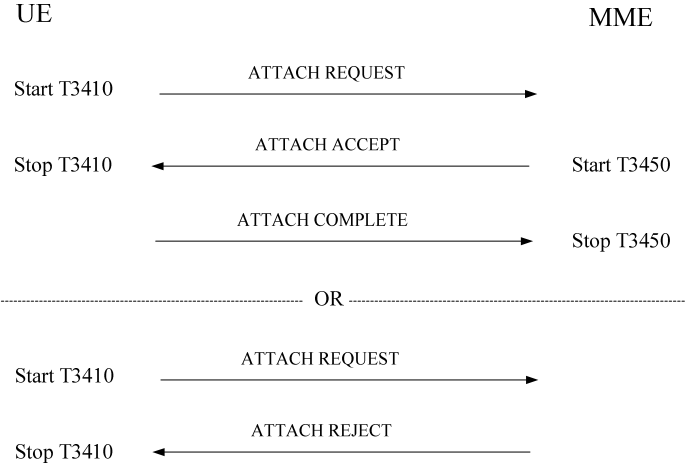 UE MME
ATTACH REQUEST
Start T3410
ATTACH ACCEPT
Stop T3410 Start T3450
ATTACH COMPLETE
Stop T3450
OR
ATTACH REQUEST
Start T3410
ATTACH REJECT
Stop T3410